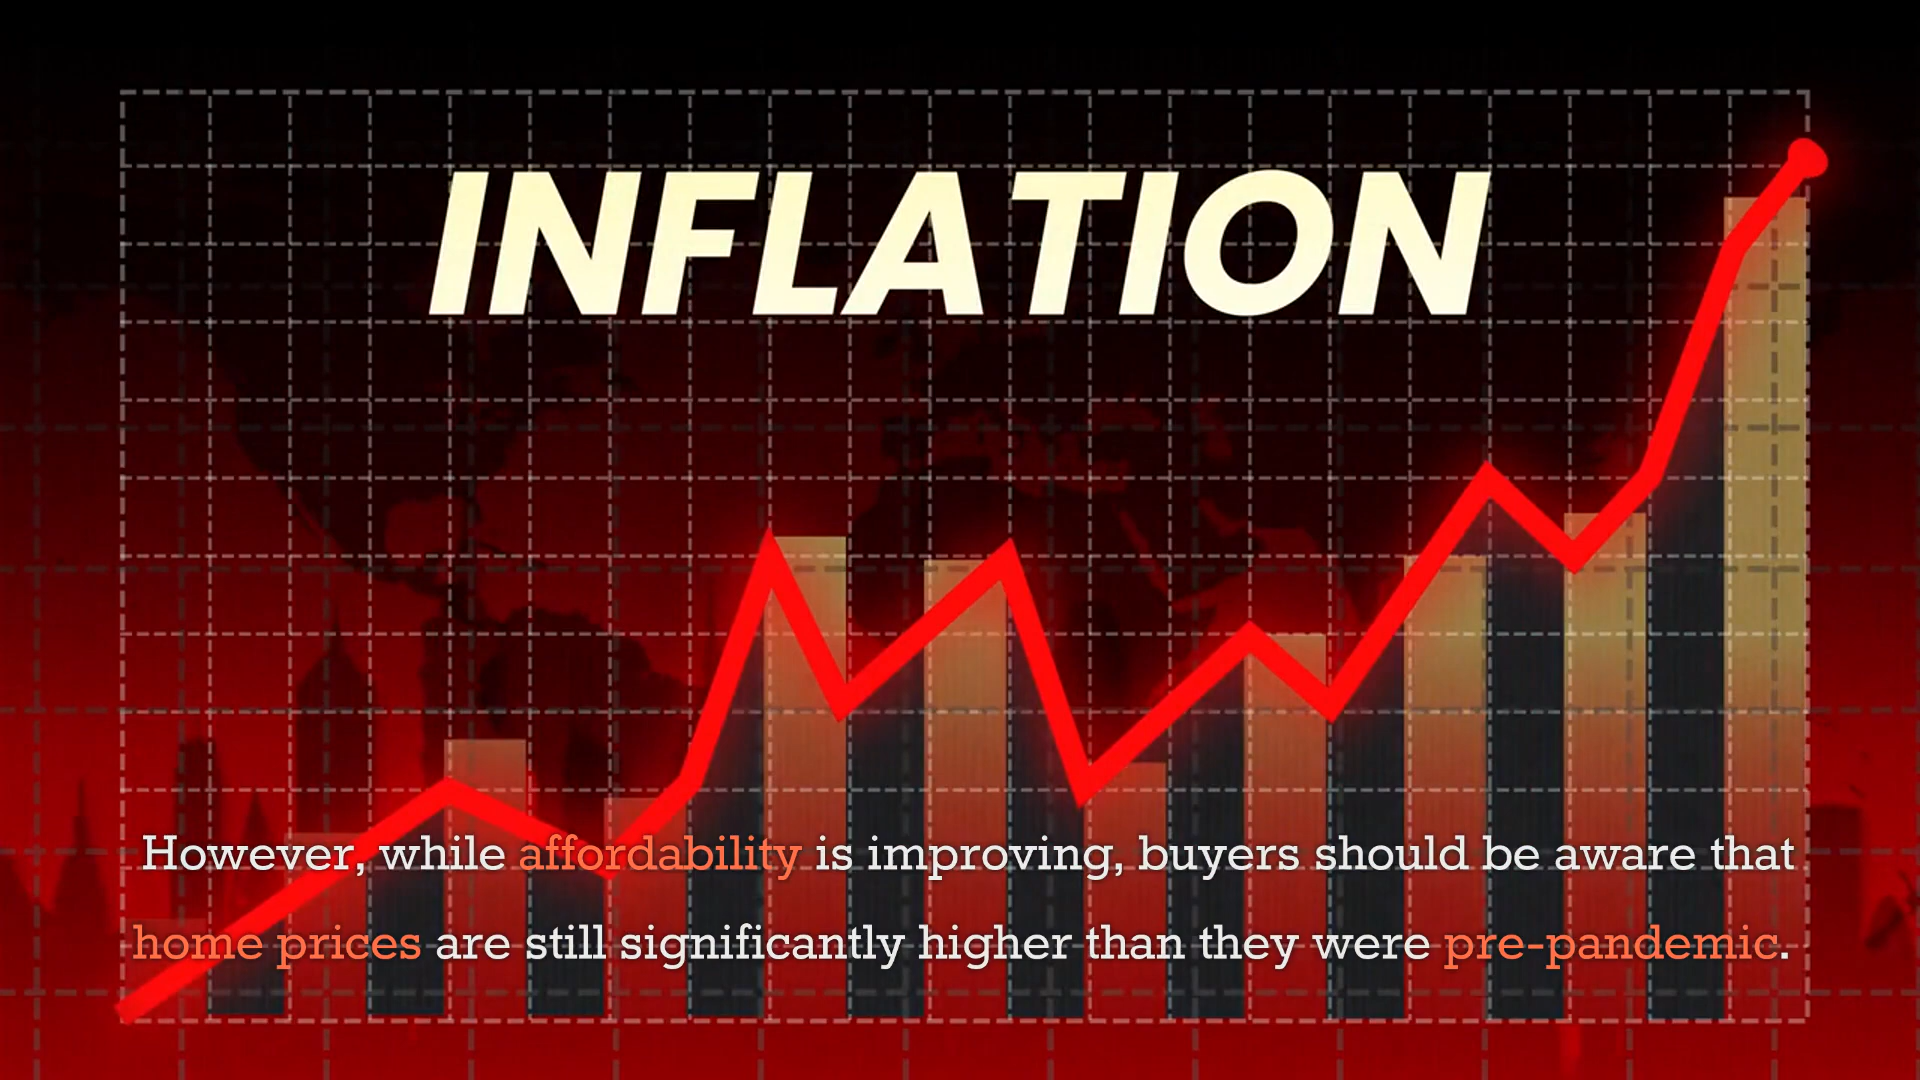 INFLATION
However, while affordability is improving, buyers should be aware that
home prices are still significantly higher than they were pre-pandemic.